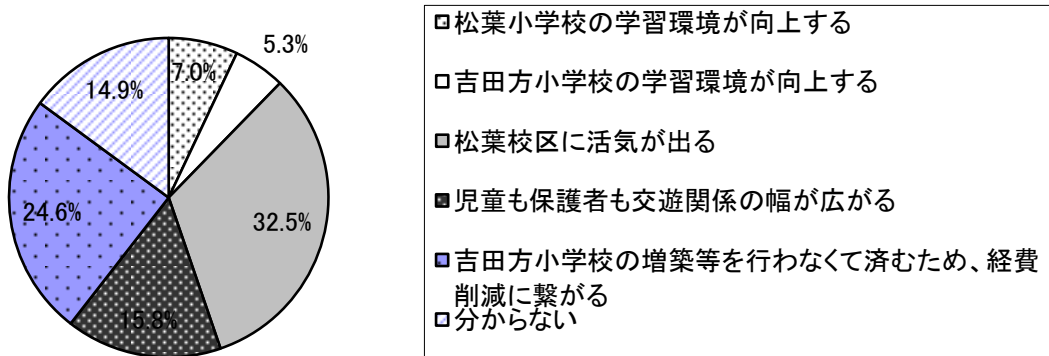 5.3%
7.0%
14.9%
24.6%
32.5%
15.8%
松葉小学校の学習環境が向上する
吉田方小学校の学習環境が向上する
松葉校区に活気が出る
児童も保護者も交遊関係の幅が広がる
吉田方小学校の増築等を行わなくて済むため、経費
削減に繋がる
分からない